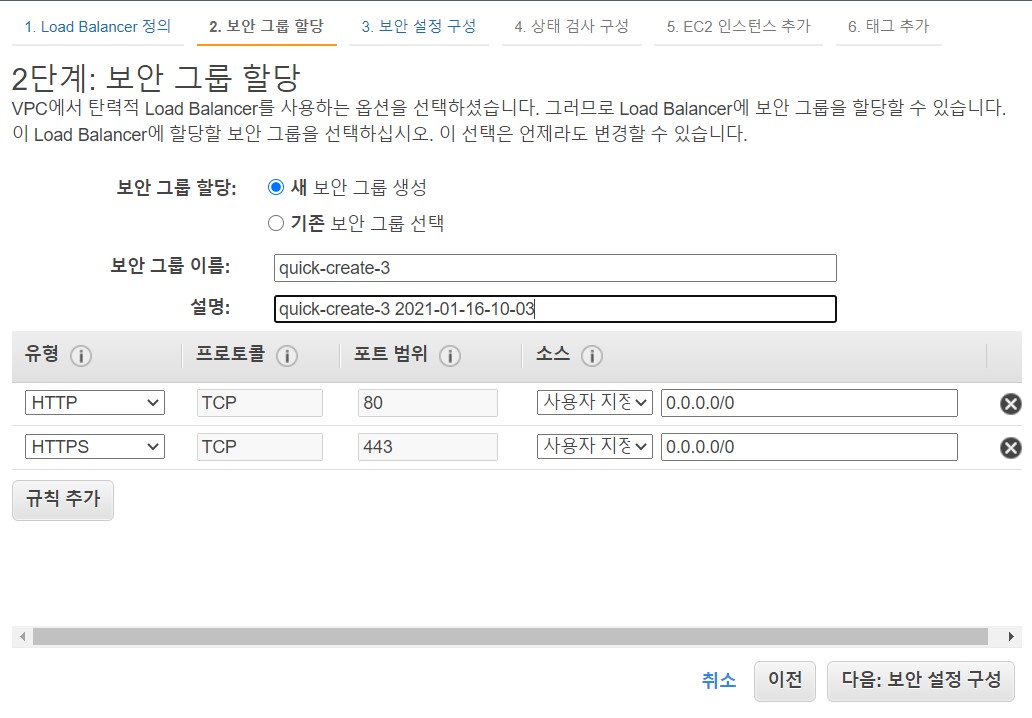 1. Load Balancer 정의 2. 보안 그룹 할당 3. 보안 설정 구성 4. 상태 검사 구성 5. EC2 인스턴스 추가 6. 태그 추가
2단계: 보안 그룹 할당
VPC에서 탄력적 Load Balancer를 사용하는 옵션을 선택하셨습니다. 그러므로 Load Balancer에 보안 그룹을 할당할 수 있습니다.
이 Load Balancer에 할당할 보안 그룹을 선택하십시오. 이 선택은 언제라도 변경할 수 있습니다.
보안 그룹 할당: 새 보안 그룹 생성
기존 보안 그룹 선택
보안 그룹 이름: quick-create-3
설명: quick-create-3 2021-01-16-10-03
유형 i 프로토콜 i 포트 범위 i 소스 i
HTTP TCP 80 사용자 지정 0.0.0.0/0
HTTPS TCP 443 사용자 지정 0.0.0.0/0
규칙 추가
취소 이전 다음: 보안 설정 구성